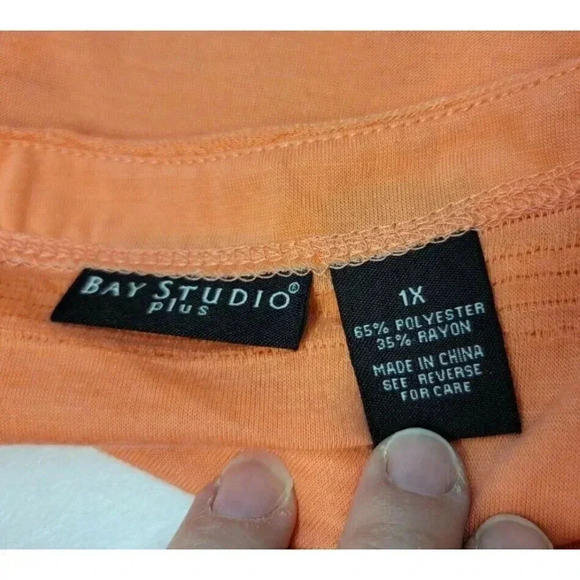 BAY STUDIO®
plus
1X
65% POLYESTER
35% RAYON
MADE IN CHINA
SEE REVERSE
FOR CARE